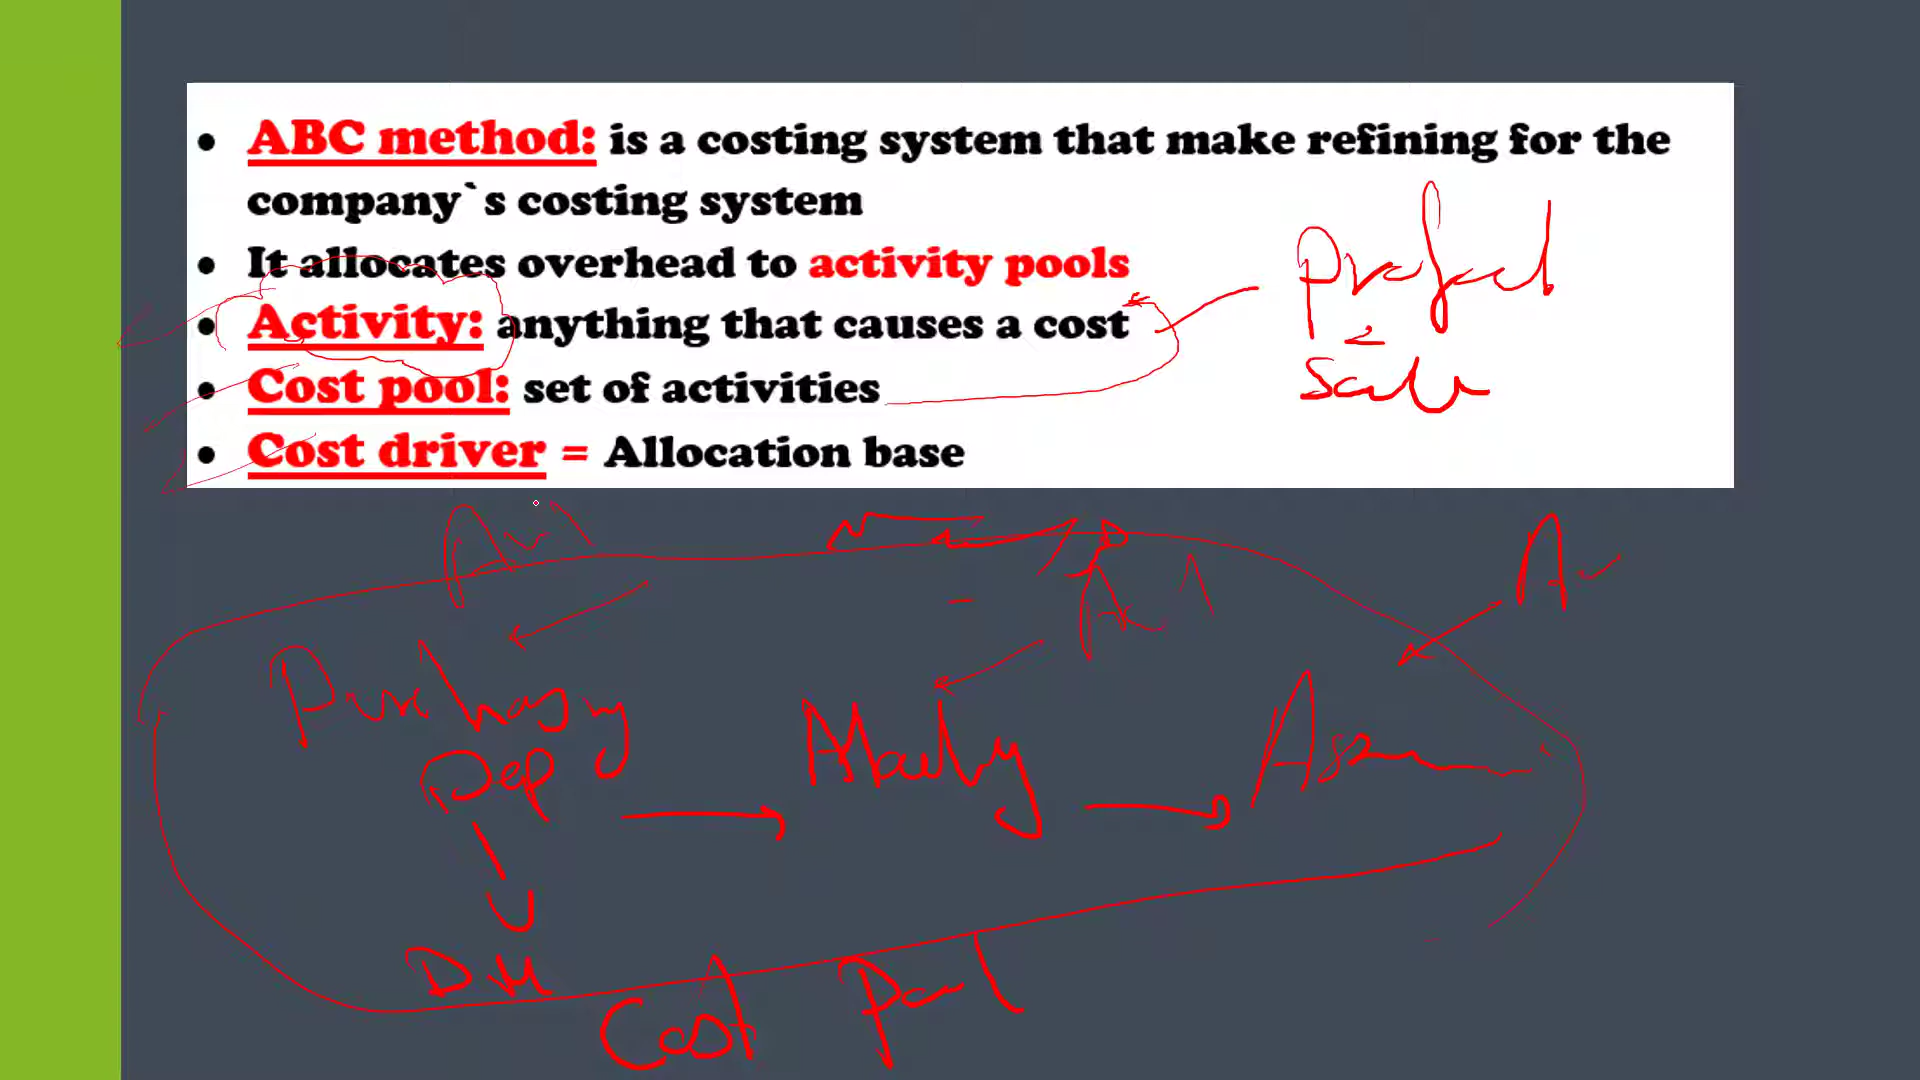 • ABC method: is a costing system that make refining for the
company`s costing system
• It allocates overhead to activity pools
• Activity: anything that causes a cost
• Cost pool: set of activities
• Cost driver = Allocation base
Sale
Purchasing
Dep
DM
Cost Pool